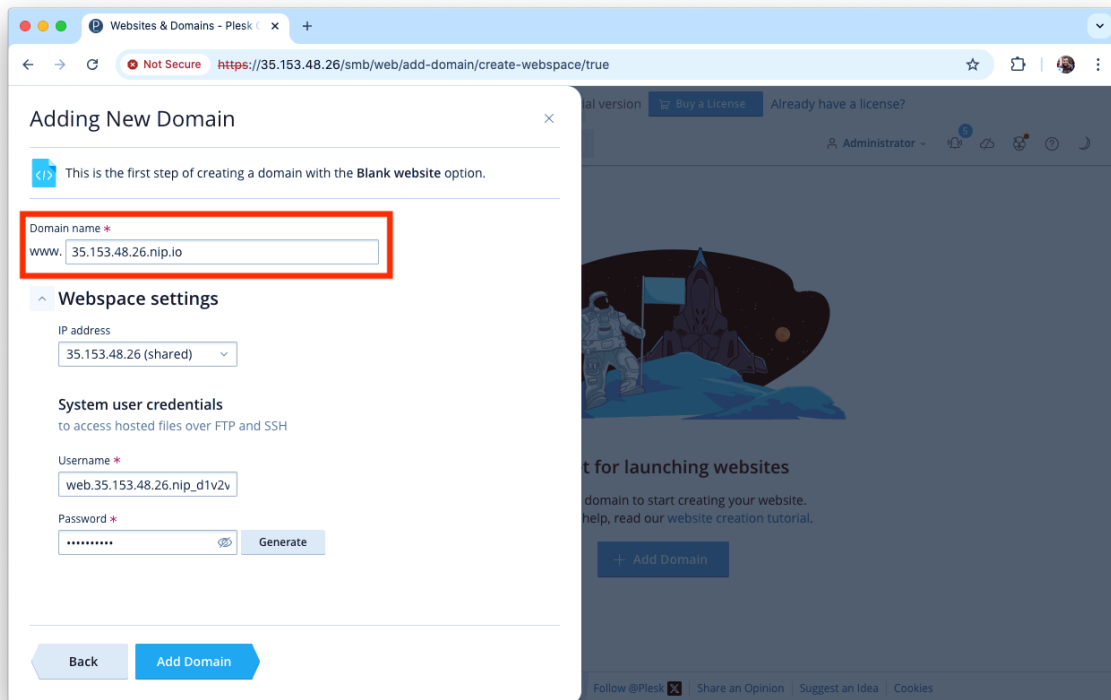 Websites & Domains - Plesk
Not Secure https://35.153.48.26/smb/web/add-domain/create-webspace/true
Adding New Domain
This is the first step of creating a domain with the Blank website option.
Domain name *
www. 35.153.48.26.nip.io
Webspace settings
IP address
35.153.48.26 (shared)
System user credentials
to access hosted files over FTP and SSH
Username *
web.35.153.48.26.nip_d1v2v
Password *
••••••••••
Generate
Back
Add Domain
ial version
Buy a License
Already have a license?
Administrator
5
t for launching websites
domain to start creating your website.
help, read our website creation tutorial.
+ Add Domain
Follow @Plesk X Share an Opinion Suggest an Idea Cookies